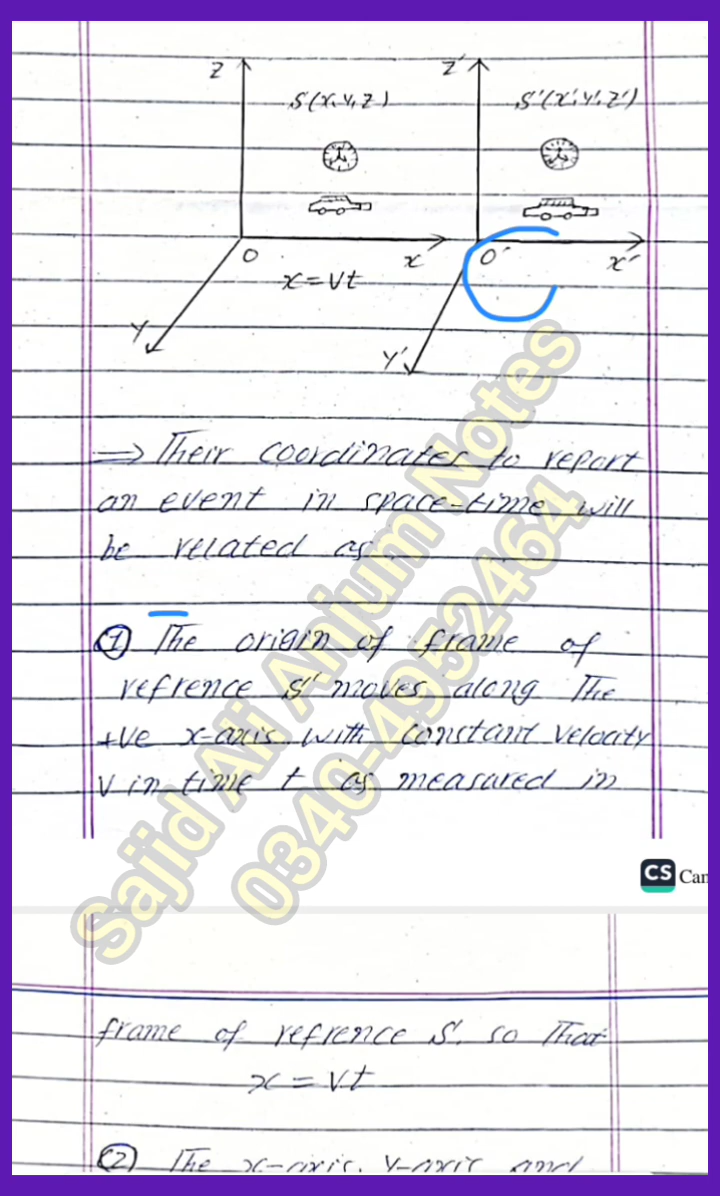 Z
Z'
S(x,y,z)
S'(x',y',z')
O
x
O'
x'
x=vt
Y
Y'
⇒ Their coordinates to report
an event in space-time will
be related as
① The origin of frame of
refrence S' moves along The
+ve x-axis with constant velocity
V in time t as measured in
Sajid Ali Anjum Notes
0340-4952464
CS Can
frame of refrence S. so That
x = vt
② The x-axis, Y-axis and